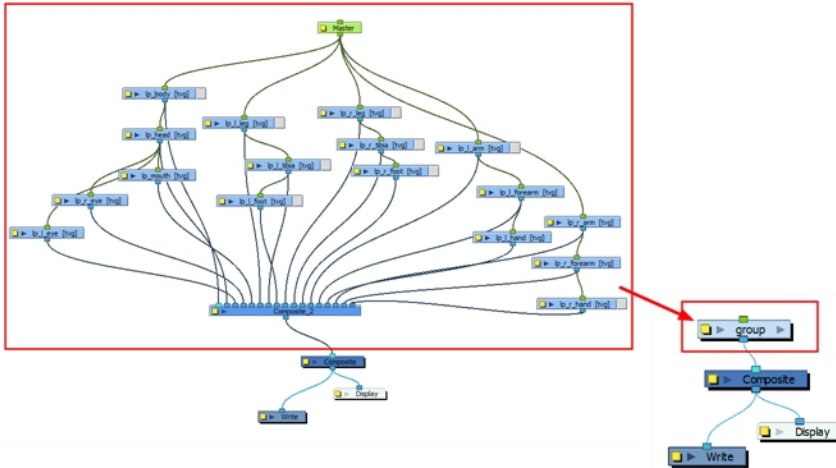 Master
lp_body [tvg]
lp_r_leg [tvg]
lp_l_leg [tvg]
lp_head [tvg]
lp_r_tibia [tvg]
lp_l_arm [tvg]
lp_l_tibia [tvg]
lp_r_foot [tvg]
lp_mouth [tvg]
lp_l_forearm [tvg]
lp_r_eye [tvg]
lp_l_foot [tvg]
lp_r_arm [tvg]
lp_l_eye [tvg]
lp_l_hand [tvg]
lp_r_forearm [tvg]
lp_r_hand [tvg]
Composite_2
group
Composite
Display
Write
Composite
Display
Write